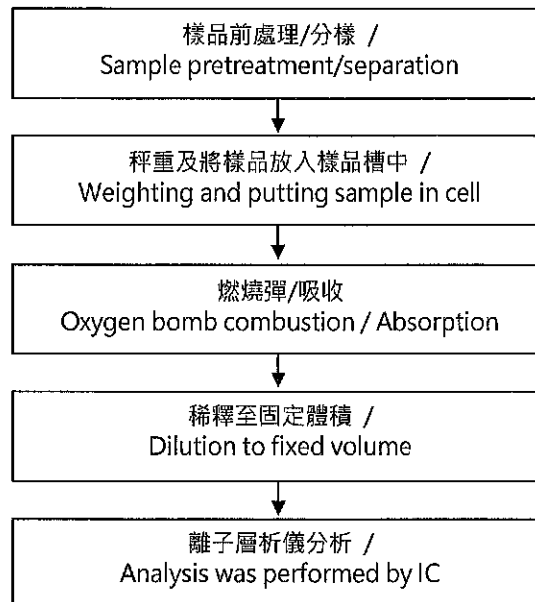 樣品前處理/分樣 /
Sample pretreatment/separation
秤重及將樣品放入樣品槽中 /
Weighting and putting sample in cell
燃燒彈/吸收
Oxygen bomb combustion / Absorption
稀釋至固定體積 /
Dilution to fixed volume
離子層析儀分析 /
Analysis was performed by IC